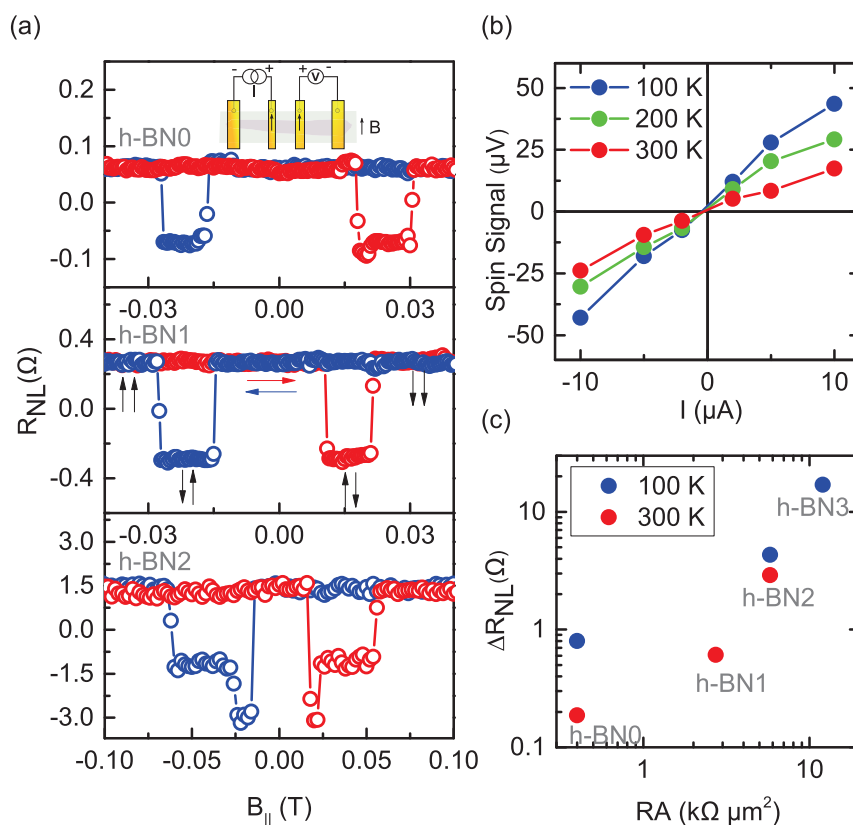 (a)
- + + -
I V
B
h-BN0
0.2
0.1
0.0
-0.1
-0.03 0.00 0.03
h-BN1
0.4
0.0
-0.4
R_NL(Ω)
-0.03 0.00 0.03
h-BN2
3.0
1.5
0.0
-1.5
-3.0
-0.10 -0.05 0.00 0.05 0.10
B_|| (T)
(b)
50
25
0
-25
-50
Spin Signal (µV)
100 K
200 K
300 K
-10 -5 0 5 10
I (µA)
(c)
100 K
300 K
h-BN3
h-BN2
h-BN1
h-BN0
10
1
0.1
ΔR_NL(Ω)
1 10
RA (kΩ µm²)